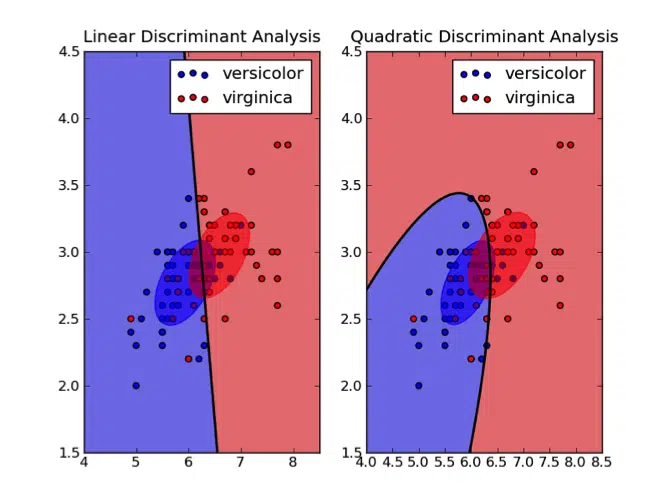 Linear Discriminant Analysis
4.5
versicolor
virginica
4.0
3.5
3.0
2.5
2.0
1.5
4 5 6 7 8
Quadratic Discriminant Analysis
4.5
versicolor
virginica
4.0
3.5
3.0
2.5
2.0
1.5
4.0 4.5 5.0 5.5 6.0 6.5 7.0 7.5 8.0 8.5